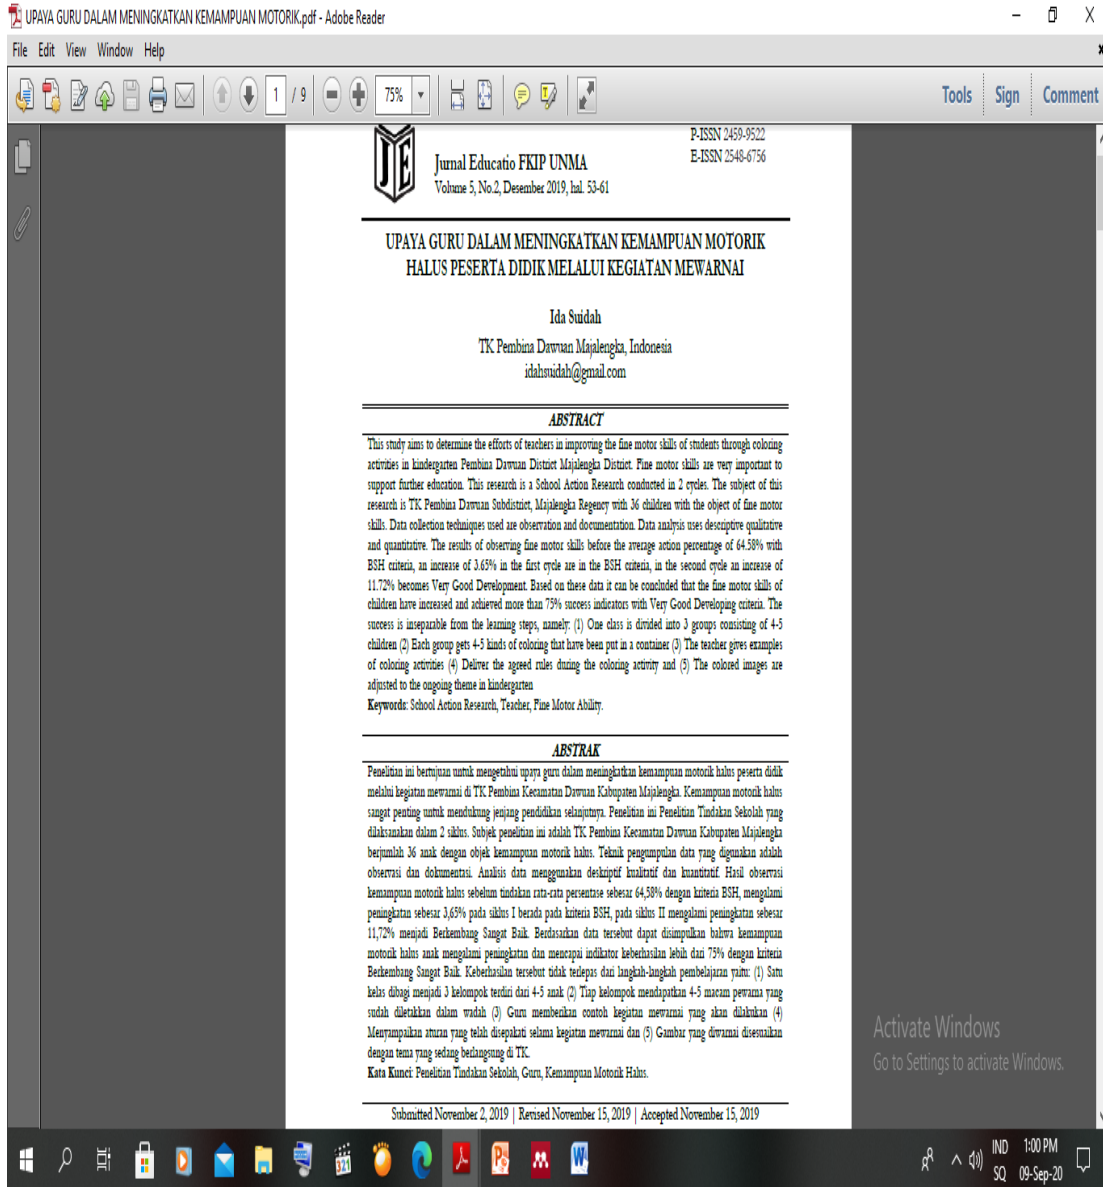 UPAYA GURU DALAM MENINGKATKAN KEMAMPUAN MOTORIK.pdf - Adobe Reader
File Edit View Window Help
1 / 9 75% Tools Sign Comment
P-ISSN 2459-9522
E-ISSN 2548-6756
JE
Jurnal Educatio FKIP UNMA
Volume 5, No.2, Desember 2019, hal. 53-61
UPAYA GURU DALAM MENINGKATKAN KEMAMPUAN MOTORIK
HALUS PESERTA DIDIK MELALUI KEGIATAN MEWARNAI
Ida Suidah
TK Pembina Dawuan Majalengka, Indonesia
idahsuidah@gmail.com
ABSTRACT
This study aims to determine the efforts of teachers in improving the fine motor skills of students through coloring
activities in kindergarten Pembina Dawuan District Majalengka District. Fine motor skills are very important to
support further education. This research is a School Action Research conducted in 2 cycles. The subject of this
research is TK Pembina Dawuan Subdistrict, Majalengka Regency with 36 children with the object of fine motor
skills. Data collection techniques used are observation and documentation. Data analysis uses descriptive qualitative
and quantitative. The results of observing fine motor skills before the average action percentage of 64.58% with
BSH criteria, an increase of 3.65% in the first cycle are in the BSH criteria, in the second cycle an increase of
11.72% becomes Very Good Development. Based on these data it can be concluded that the fine motor skills of
children have increased and achieved more than 75% success indicators with Very Good Developing criteria. The
success is inseparable from the learning steps, namely: (1) One class is divided into 3 groups consisting of 4-5
children (2) Each group gets 4-5 kinds of coloring that have been put in a container (3) The teacher gives examples
of coloring activities (4) Deliver the agreed rules during the coloring activity and (5) The colored images are
adjusted to the ongoing theme in kindergarten
Keywords: School Action Research, Teacher, Fine Motor Ability.
ABSTRAK
Penelitian ini bertujuan untuk mengetahui upaya guru dalam meningkatkan kemampuan motorik halus peserta didik
melalui kegiatan mewarnai di TK Pembina Kecamatan Dawuan Kabupaten Majalengka. Kemampuan motorik halus
sangat penting untuk mendukung jenjang pendidikan selanjutnya. Penelitian ini Penelitian Tindakan Sekolah yang
dilaksanakan dalam 2 siklus. Subjek penelitian ini adalah TK Pembina Kecamatan Dawuan Kabupaten Majalengka
berjumlah 36 anak dengan objek kemampuan motorik halus. Teknik pengumpulan data yang digunakan adalah
observasi dan dokumentasi. Analisis data menggunakan deskriptif kualitatif dan kuantitatif. Hasil observasi
kemampuan motorik halus sebelum tindakan rata-rata persentase sebesar 64,58% dengan kriteria BSH, mengalami
peningkatan sebesar 3,65% pada siklus I berada pada kriteria BSH, pada siklus II mengalami peningkatan sebesar
11,72% menjadi Berkembang Sangat Baik. Berdasarkan data tersebut dapat disimpulkan bahwa kemampuan
motorik halus anak mengalami peningkatan dan mencapai indikator keberhasilan lebih dari 75% dengan kriteria
Berkembang Sangat Baik. Keberhasilan tersebut tidak terlepas dari langkah-langkah pembelajaran yaitu: (1) Satu
kelas dibagi menjadi 3 kelompok terdiri dari 4-5 anak (2) Tiap kelompok mendapatkan 4-5 macam pewarna yang
sudah diletakkan dalam wadah (3) Guru memberikan contoh kegiatan mewarnai yang akan dilakukan (4)
Menyampaikan aturan yang telah disepakati selama kegiatan mewarnai dan (5) Gambar yang diwarnai disesuaikan
dengan tema yang sedang berlangsung di TK.
Kata Kunci: Penelitian Tindakan Sekolah, Guru, Kemampuan Motorik Halus.
Submitted November 2, 2019 | Revised November 15, 2019 | Accepted November 15, 2019
Activate Windows
Go to Settings to activate Windows.
321
IND 1:00 PM
SQ 09-Sep-20